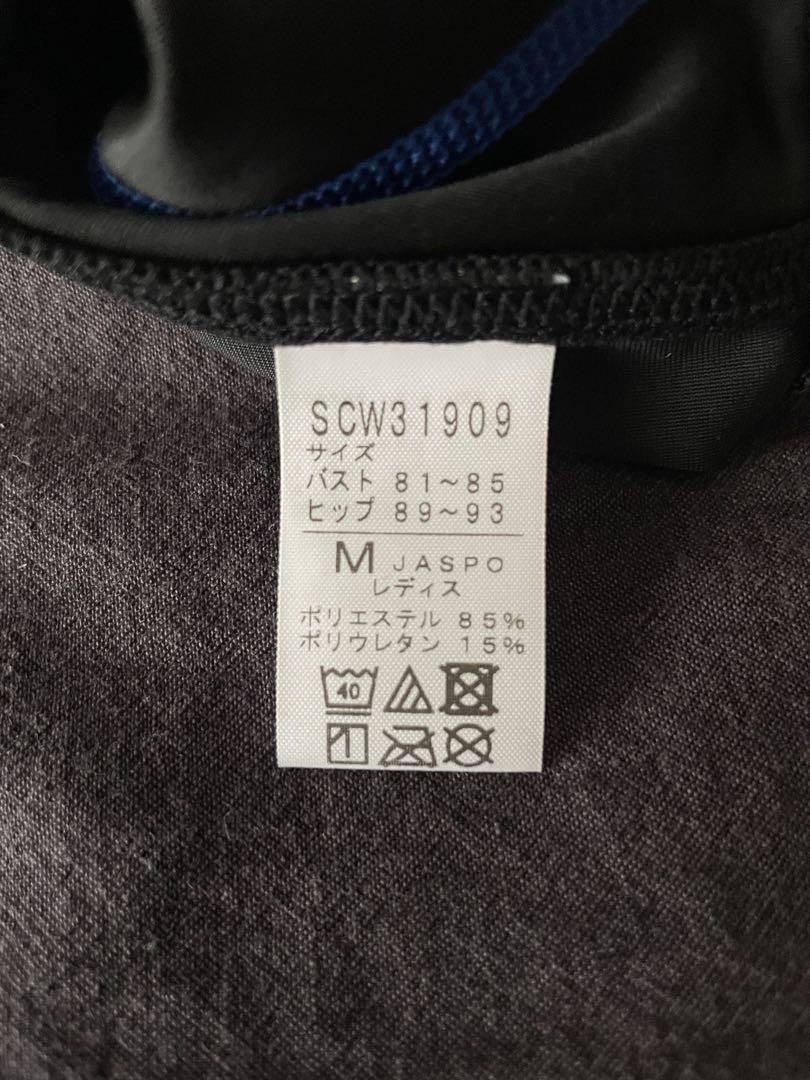 SCW31909
サイズ
バスト 81〜85
ヒップ 89〜93
M JASPO
レディス
ポリエステル 85%
ポリウレタン 15%
40